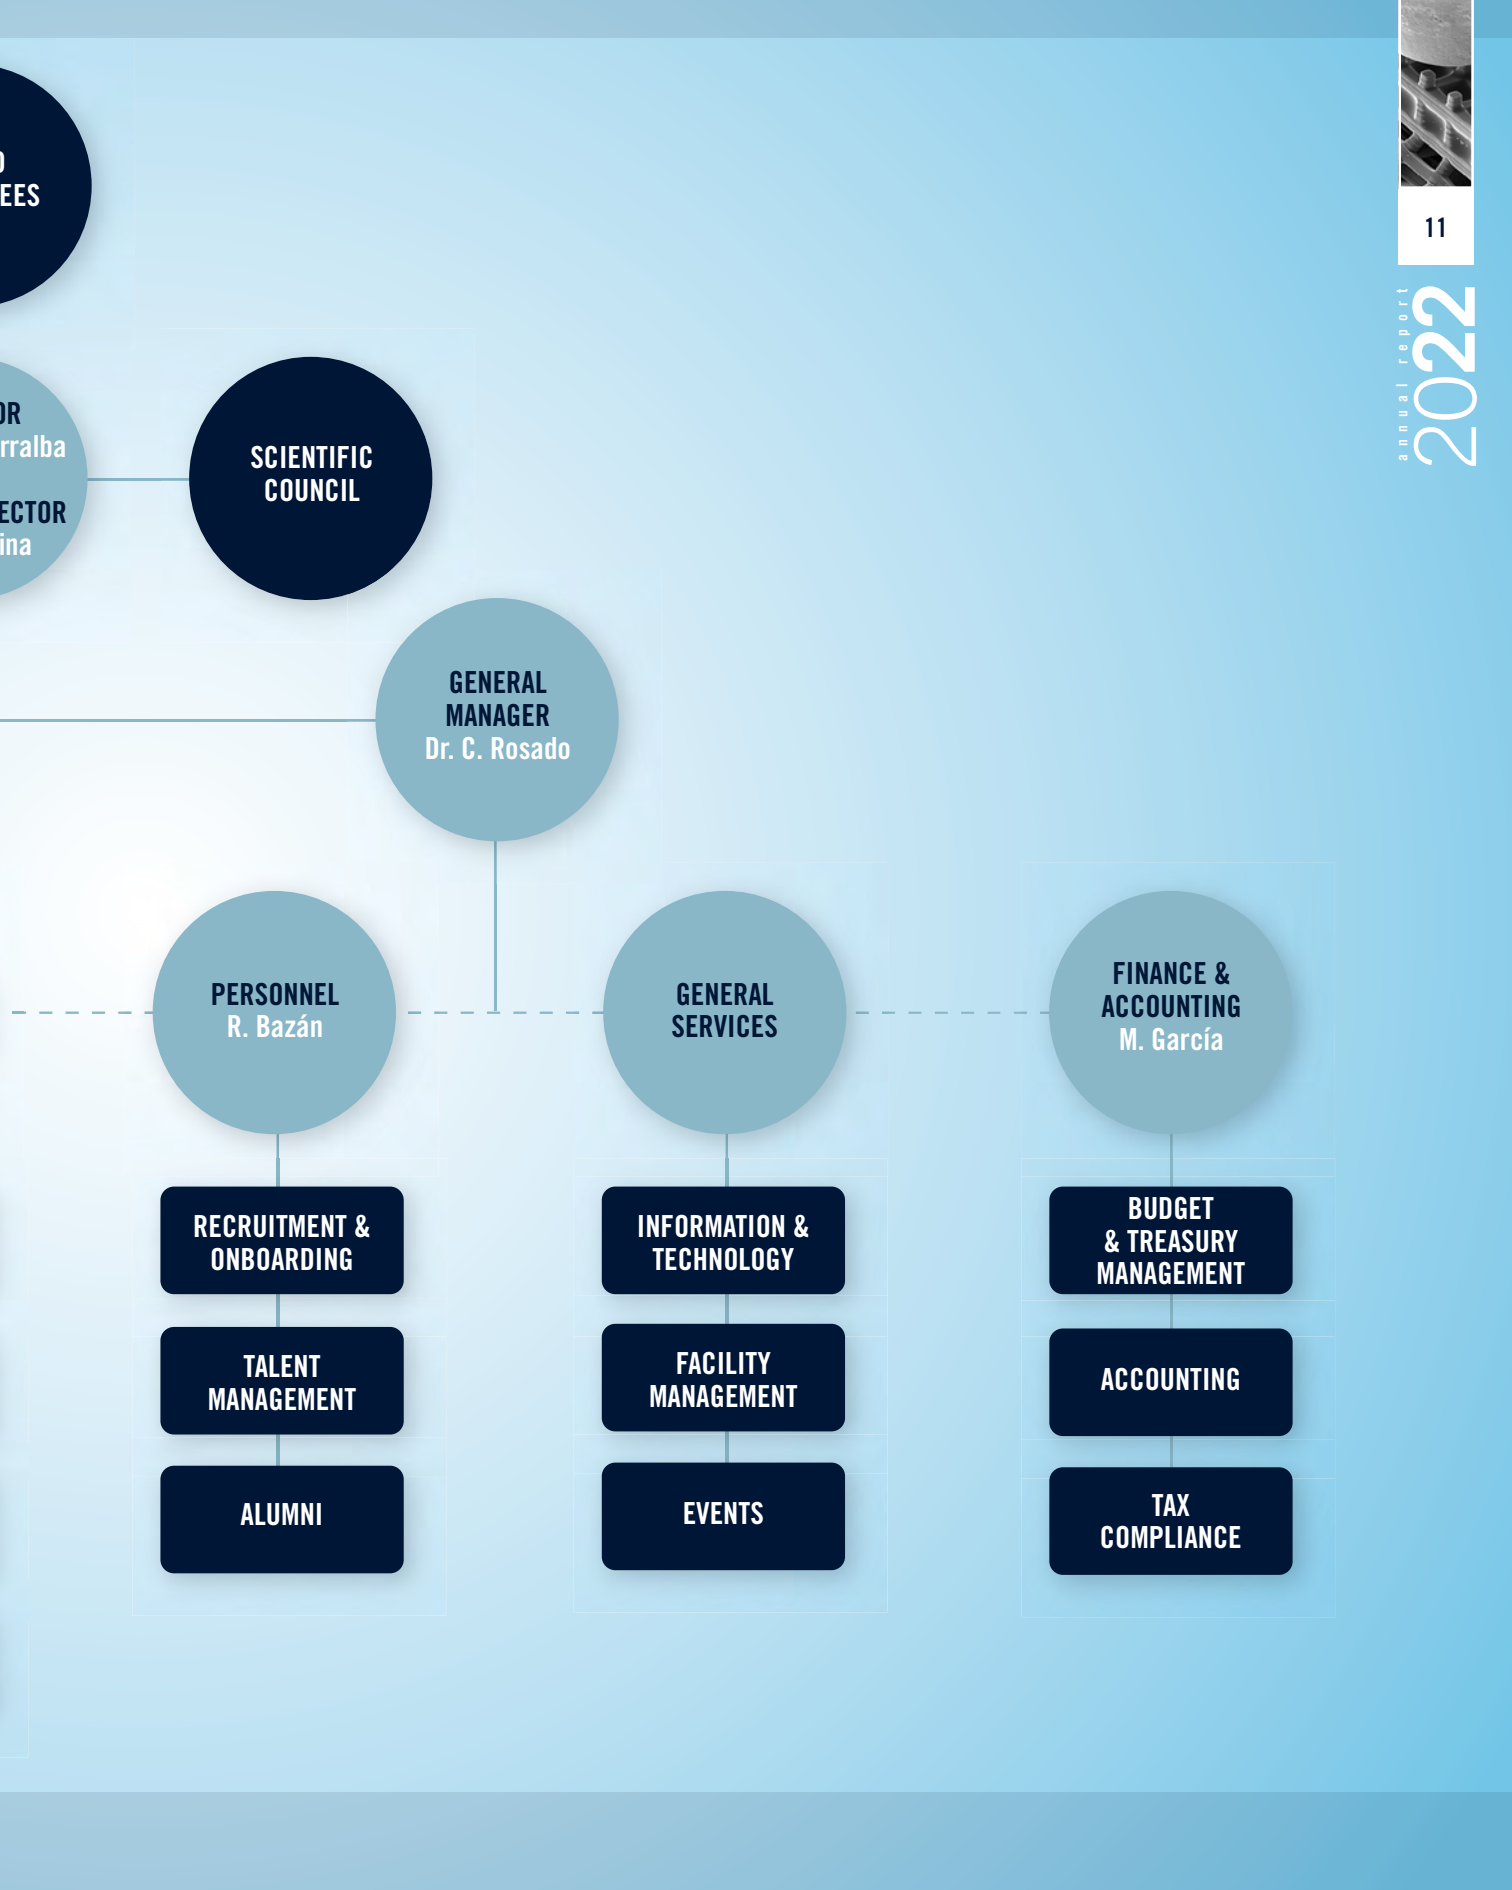 EES
11
annual report
2022
OR
rralba
ECTOR
ina
SCIENTIFIC
COUNCIL
GENERAL
MANAGER
Dr. C. Rosado
PERSONNEL
R. Bazán
GENERAL
SERVICES
FINANCE &
ACCOUNTING
M. García
RECRUITMENT &
ONBOARDING
TALENT
MANAGEMENT
ALUMNI
INFORMATION &
TECHNOLOGY
FACILITY
MANAGEMENT
EVENTS
BUDGET
& TREASURY
MANAGEMENT
ACCOUNTING
TAX
COMPLIANCE